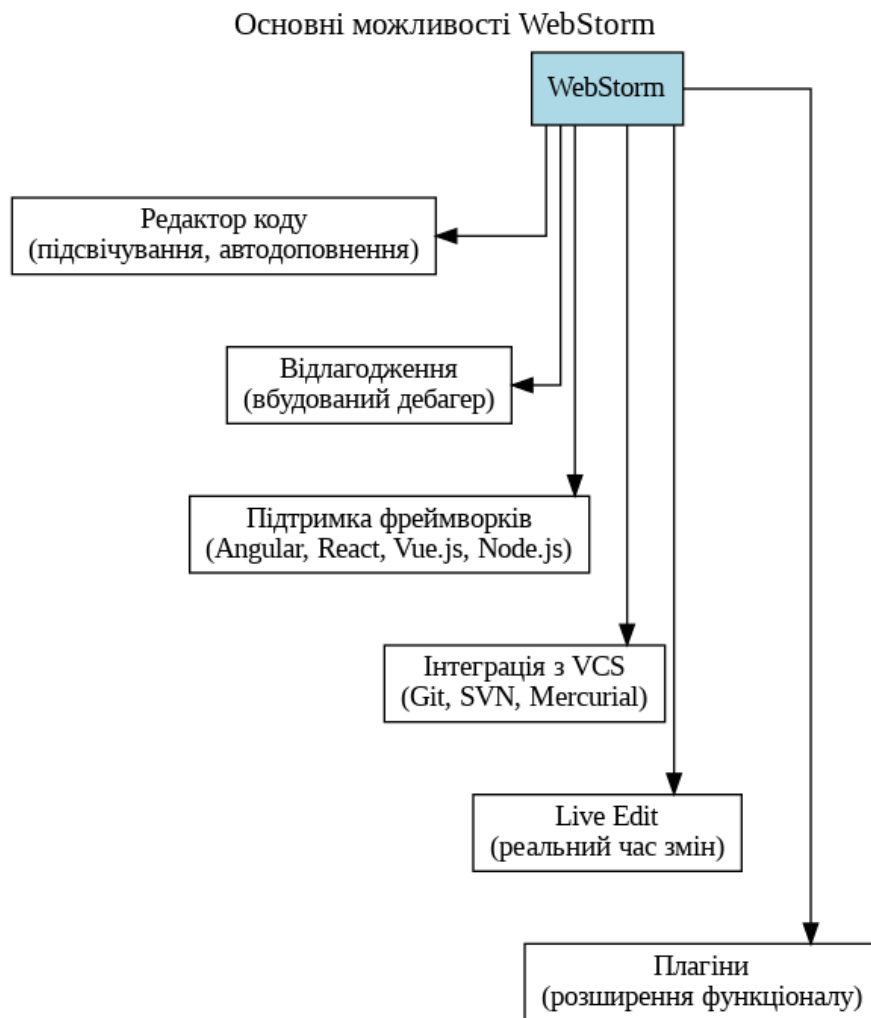 Основні можливості WebStorm
WebStorm
Редактор коду
(підсвічування, автодоповнення)
Відлагодження
(вбудований дебагер)
Підтримка фреймворків
(Angular, React, Vue.js, Node.js)
Інтеграція з VCS
(Git, SVN, Mercurial)
Live Edit
(реальний час змін)
Плагіни
(розширення функціоналу)